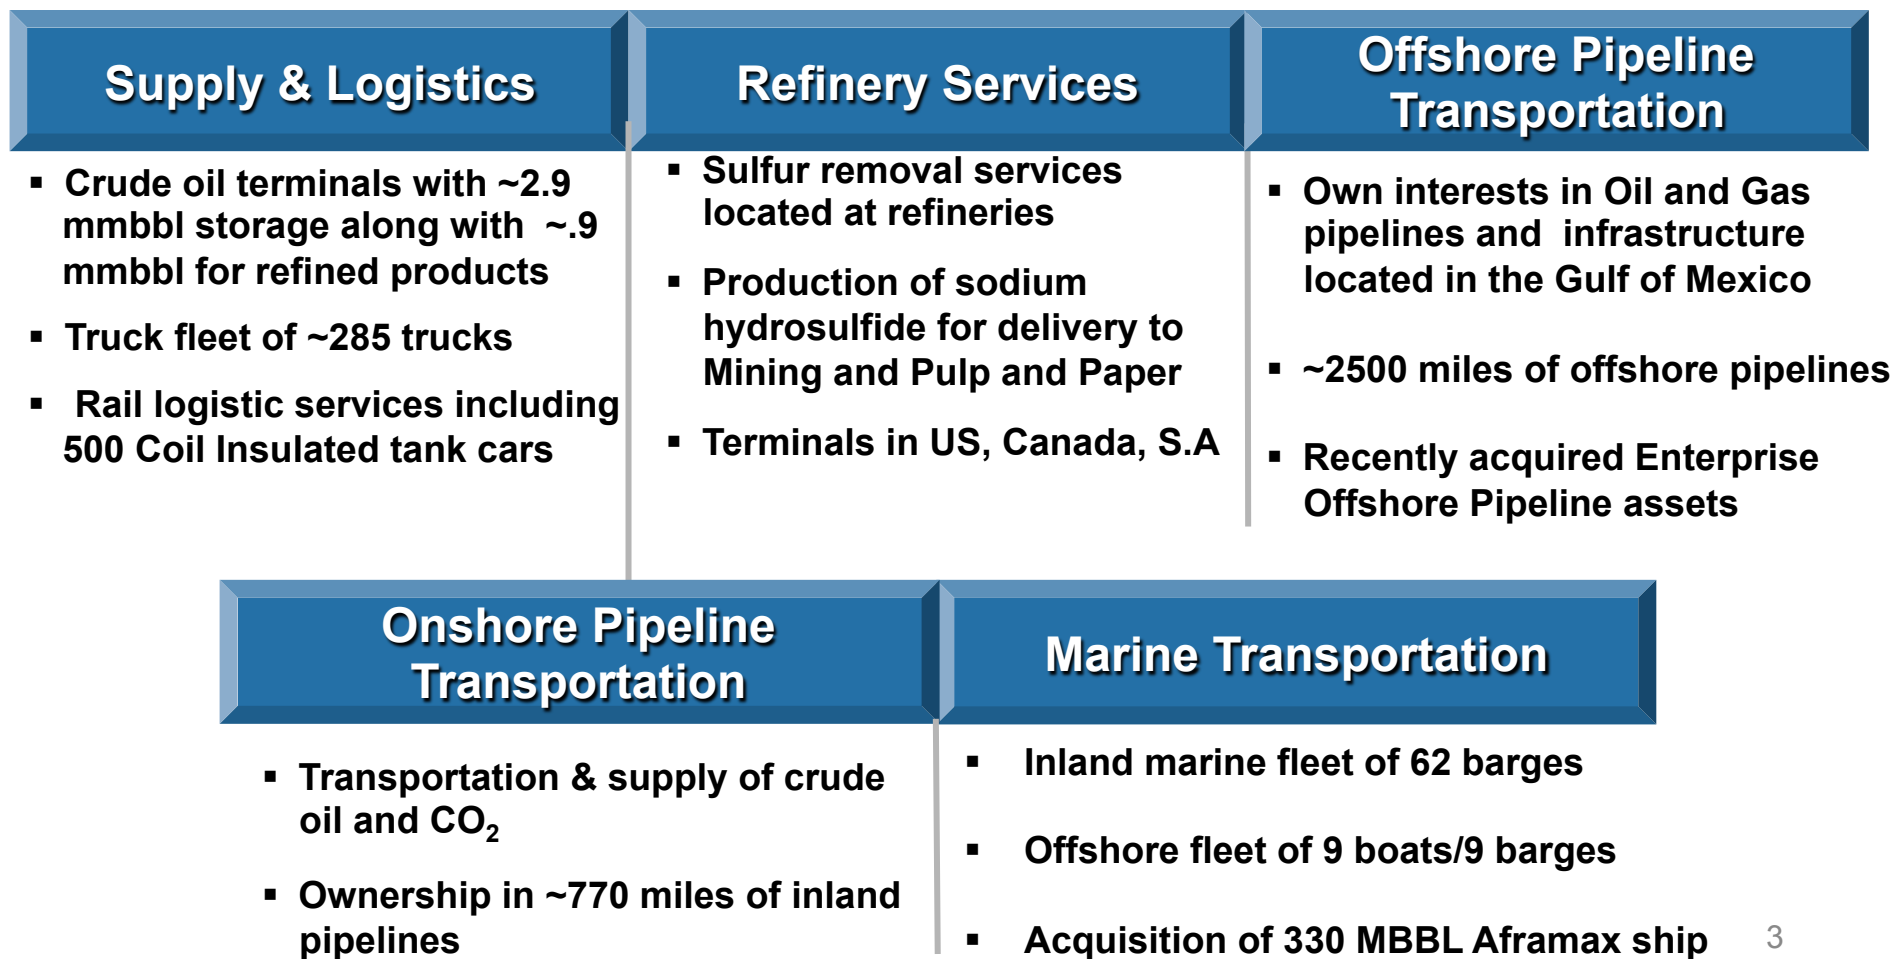 Supply & Logistics
▪ Crude oil terminals with ~2.9
mmbbl storage along with ~.9
mmbbl for refined products
▪ Truck fleet of ~285 trucks
▪ Rail logistic services including
500 Coil Insulated tank cars
Refinery Services
▪ Sulfur removal services
located at refineries
▪ Production of sodium
hydrosulfide for delivery to
Mining and Pulp and Paper
▪ Terminals in US, Canada, S.A
Offshore Pipeline
Transportation
▪ Own interests in Oil and Gas
pipelines and infrastructure
located in the Gulf of Mexico
▪ ~2500 miles of offshore pipelines
▪ Recently acquired Enterprise
Offshore Pipeline assets
Onshore Pipeline
Transportation
▪ Transportation & supply of crude
oil and CO₂
▪ Ownership in ~770 miles of inland
pipelines
Marine Transportation
▪ Inland marine fleet of 62 barges
▪ Offshore fleet of 9 boats/9 barges
▪ Acquisition of 330 MBBL Aframax ship
3